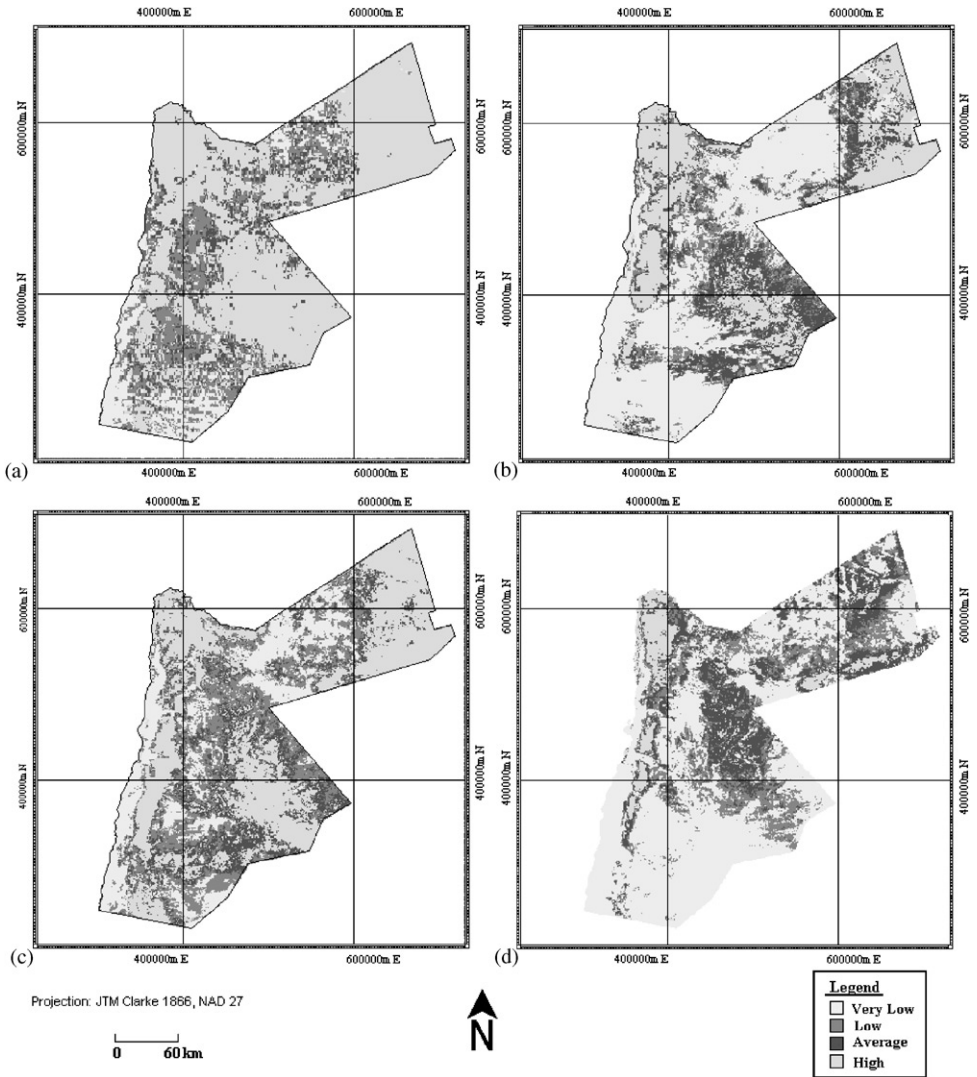 400000m E 600000m E
600000m N
400000m N
600000m N
400000m N
400000m E 600000m E
(a)
400000m E 600000m E
600000m N
400000m N
600000m N
400000m N
400000m E 600000m E
(b)
400000m E 600000m E
600000m N
400000m N
600000m N
400000m N
400000m E 600000m E
(c)
400000m E 600000m E
600000m N
400000m N
600000m N
400000m N
400000m E 600000m E
(d)
Projection: JTM Clarke 1866, NAD 27
0 60 km
N
Legend
Very Low
Low
Average
High